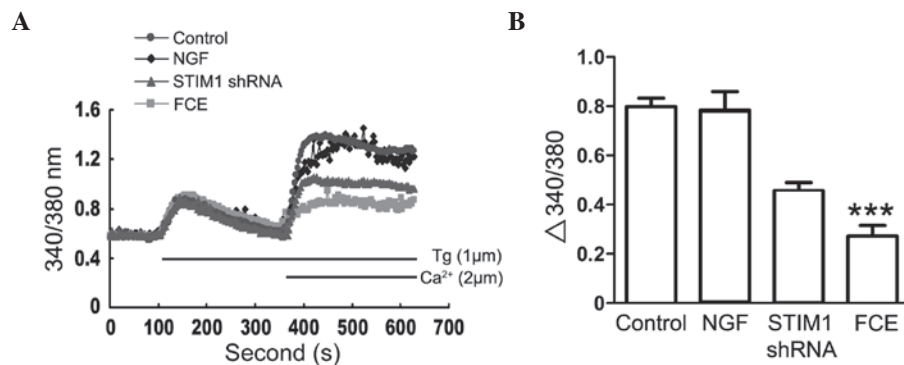 A
Control
NGF
STIM1 shRNA
FCE
1.6
1.2
0.8
0.4
0
340/380 nm
Tg (1μm)
Ca²⁺ (2μm)
0 100 200 300 400 500 600 700
Second (s)
B
1.0
0.8
0.6
0.4
0.2
0
△340/380
***
Control NGF STIM1 FCE
shRNA